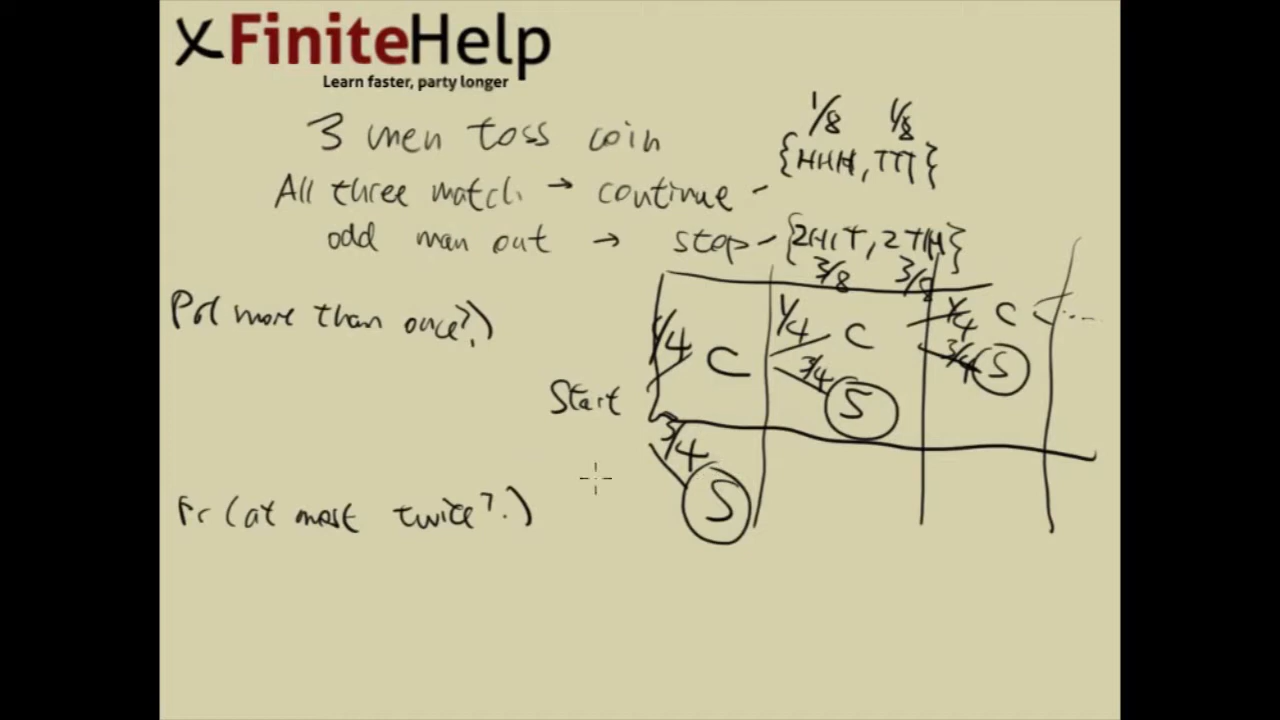 X FiniteHelp
Learn faster, party longer
3 men toss coin
1/8 1/8
All three match → continue - {HHH, TTT}
odd man out → stop - {2H1T, 2T1H}
3/8 3/8
Pr( more than once?)
1/4 C 1/4 C 1/4 C ....
3/4 S 3/4 S
Start
3/4 S
Pr (at most twice?)